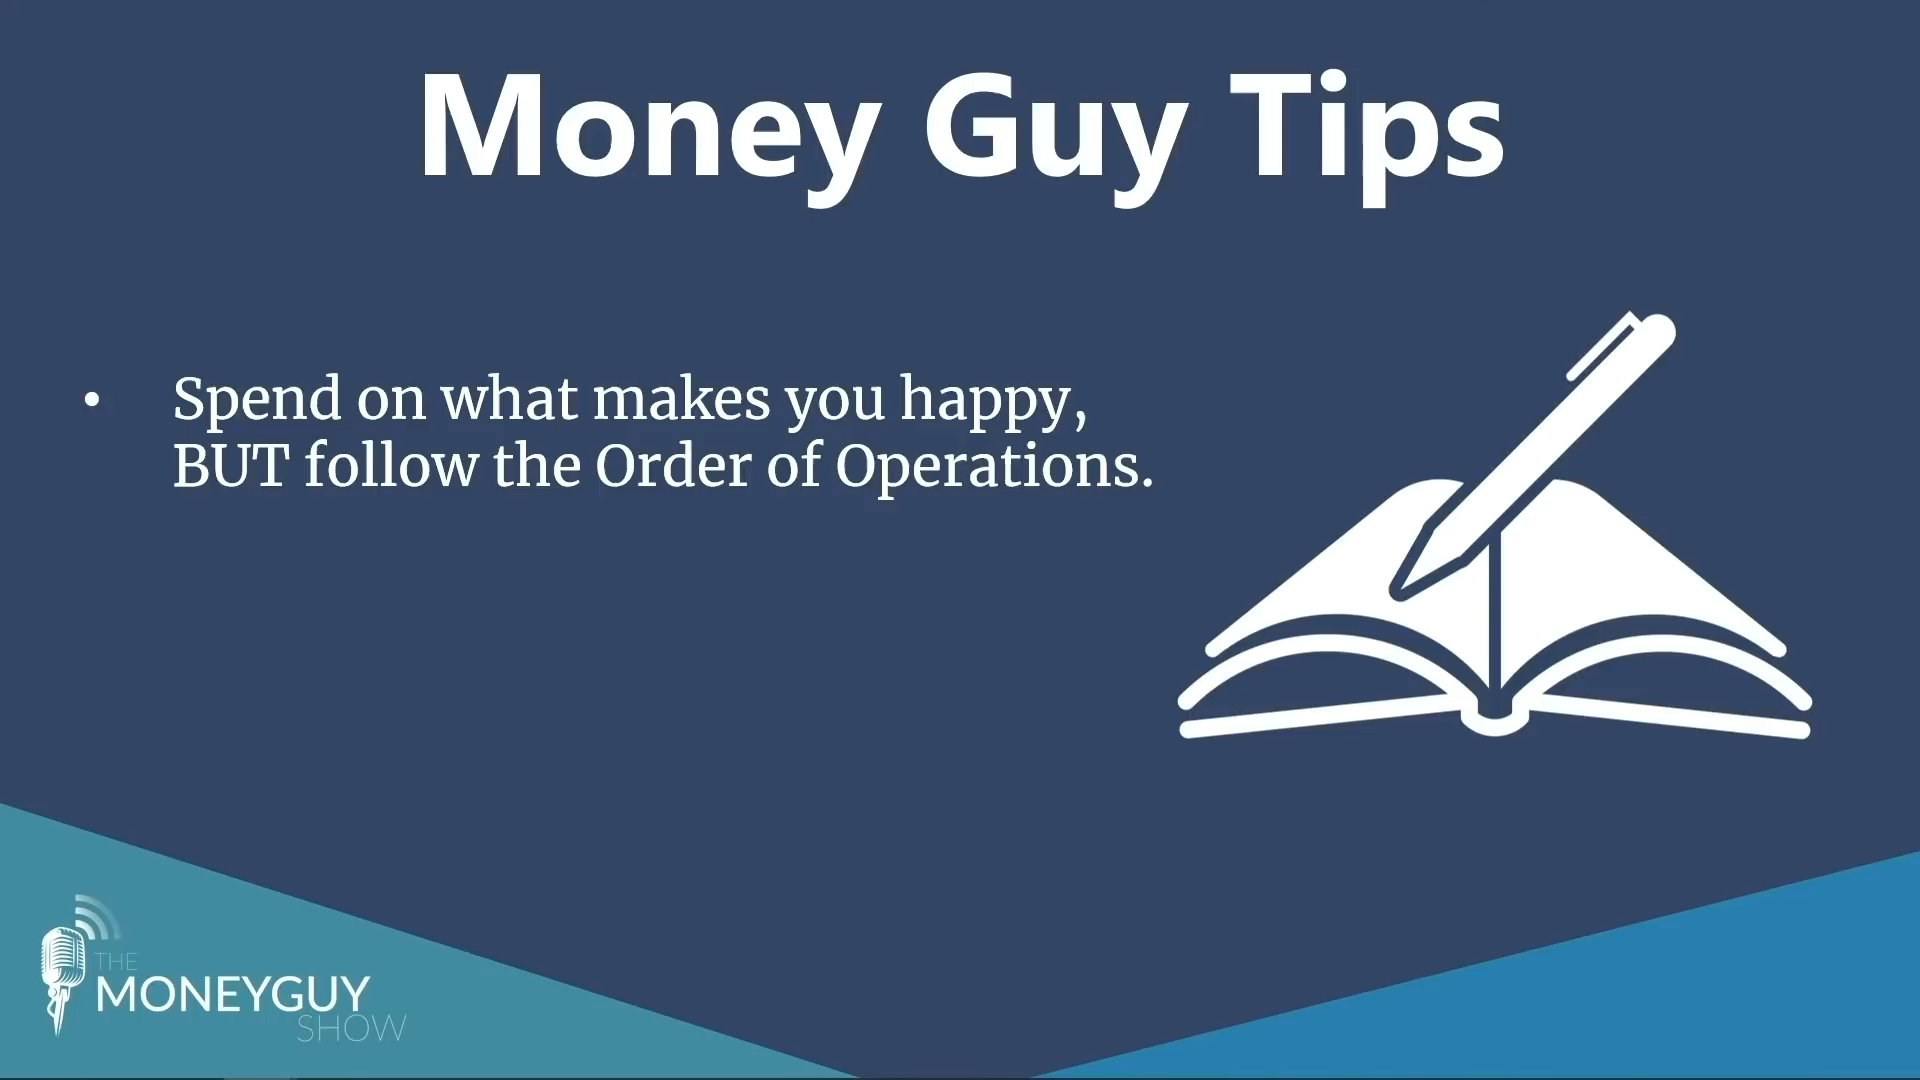 Money Guy Tips
• Spend on what makes you happy,
BUT follow the Order of Operations.
THE
MONEYGUY
SHOW